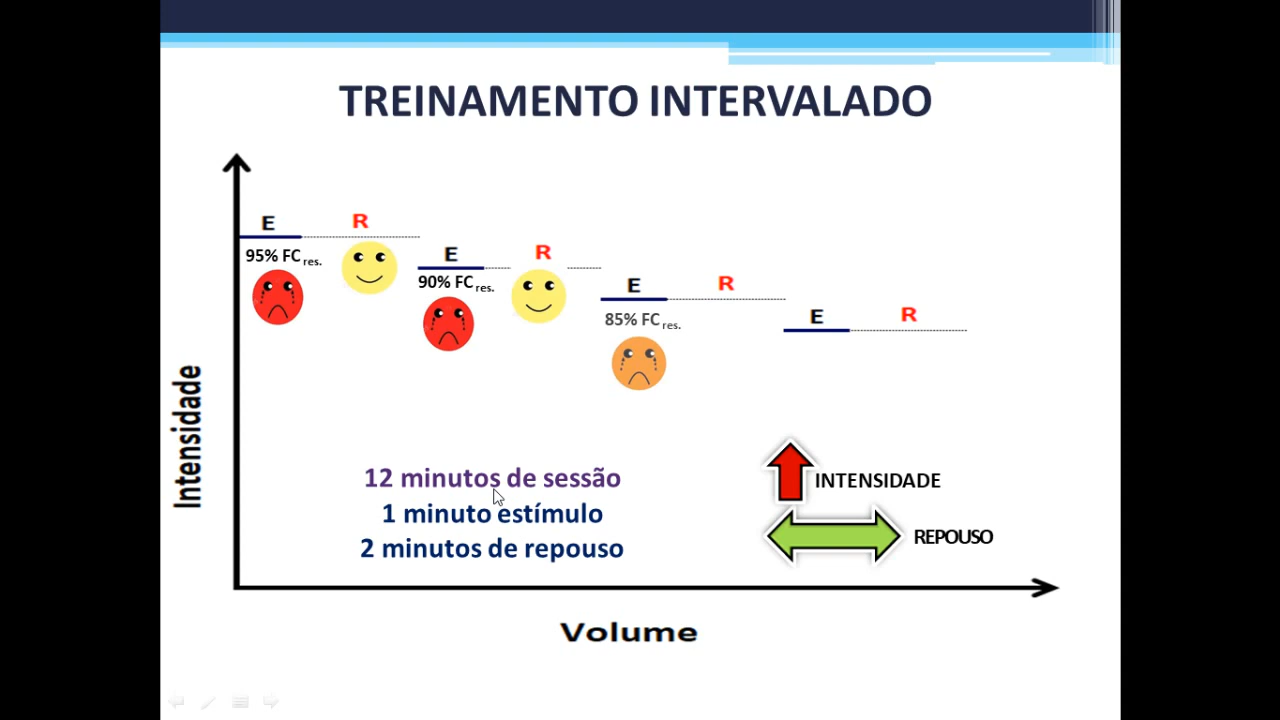 TREINAMENTO INTERVALADO
E R
95% FC res.
E R
90% FC res.
E R
85% FC res.
E R
Intensidade
12 minutos de sessão
1 minuto estímulo
2 minutos de repouso
INTENSIDADE
REPOUSO
Volume